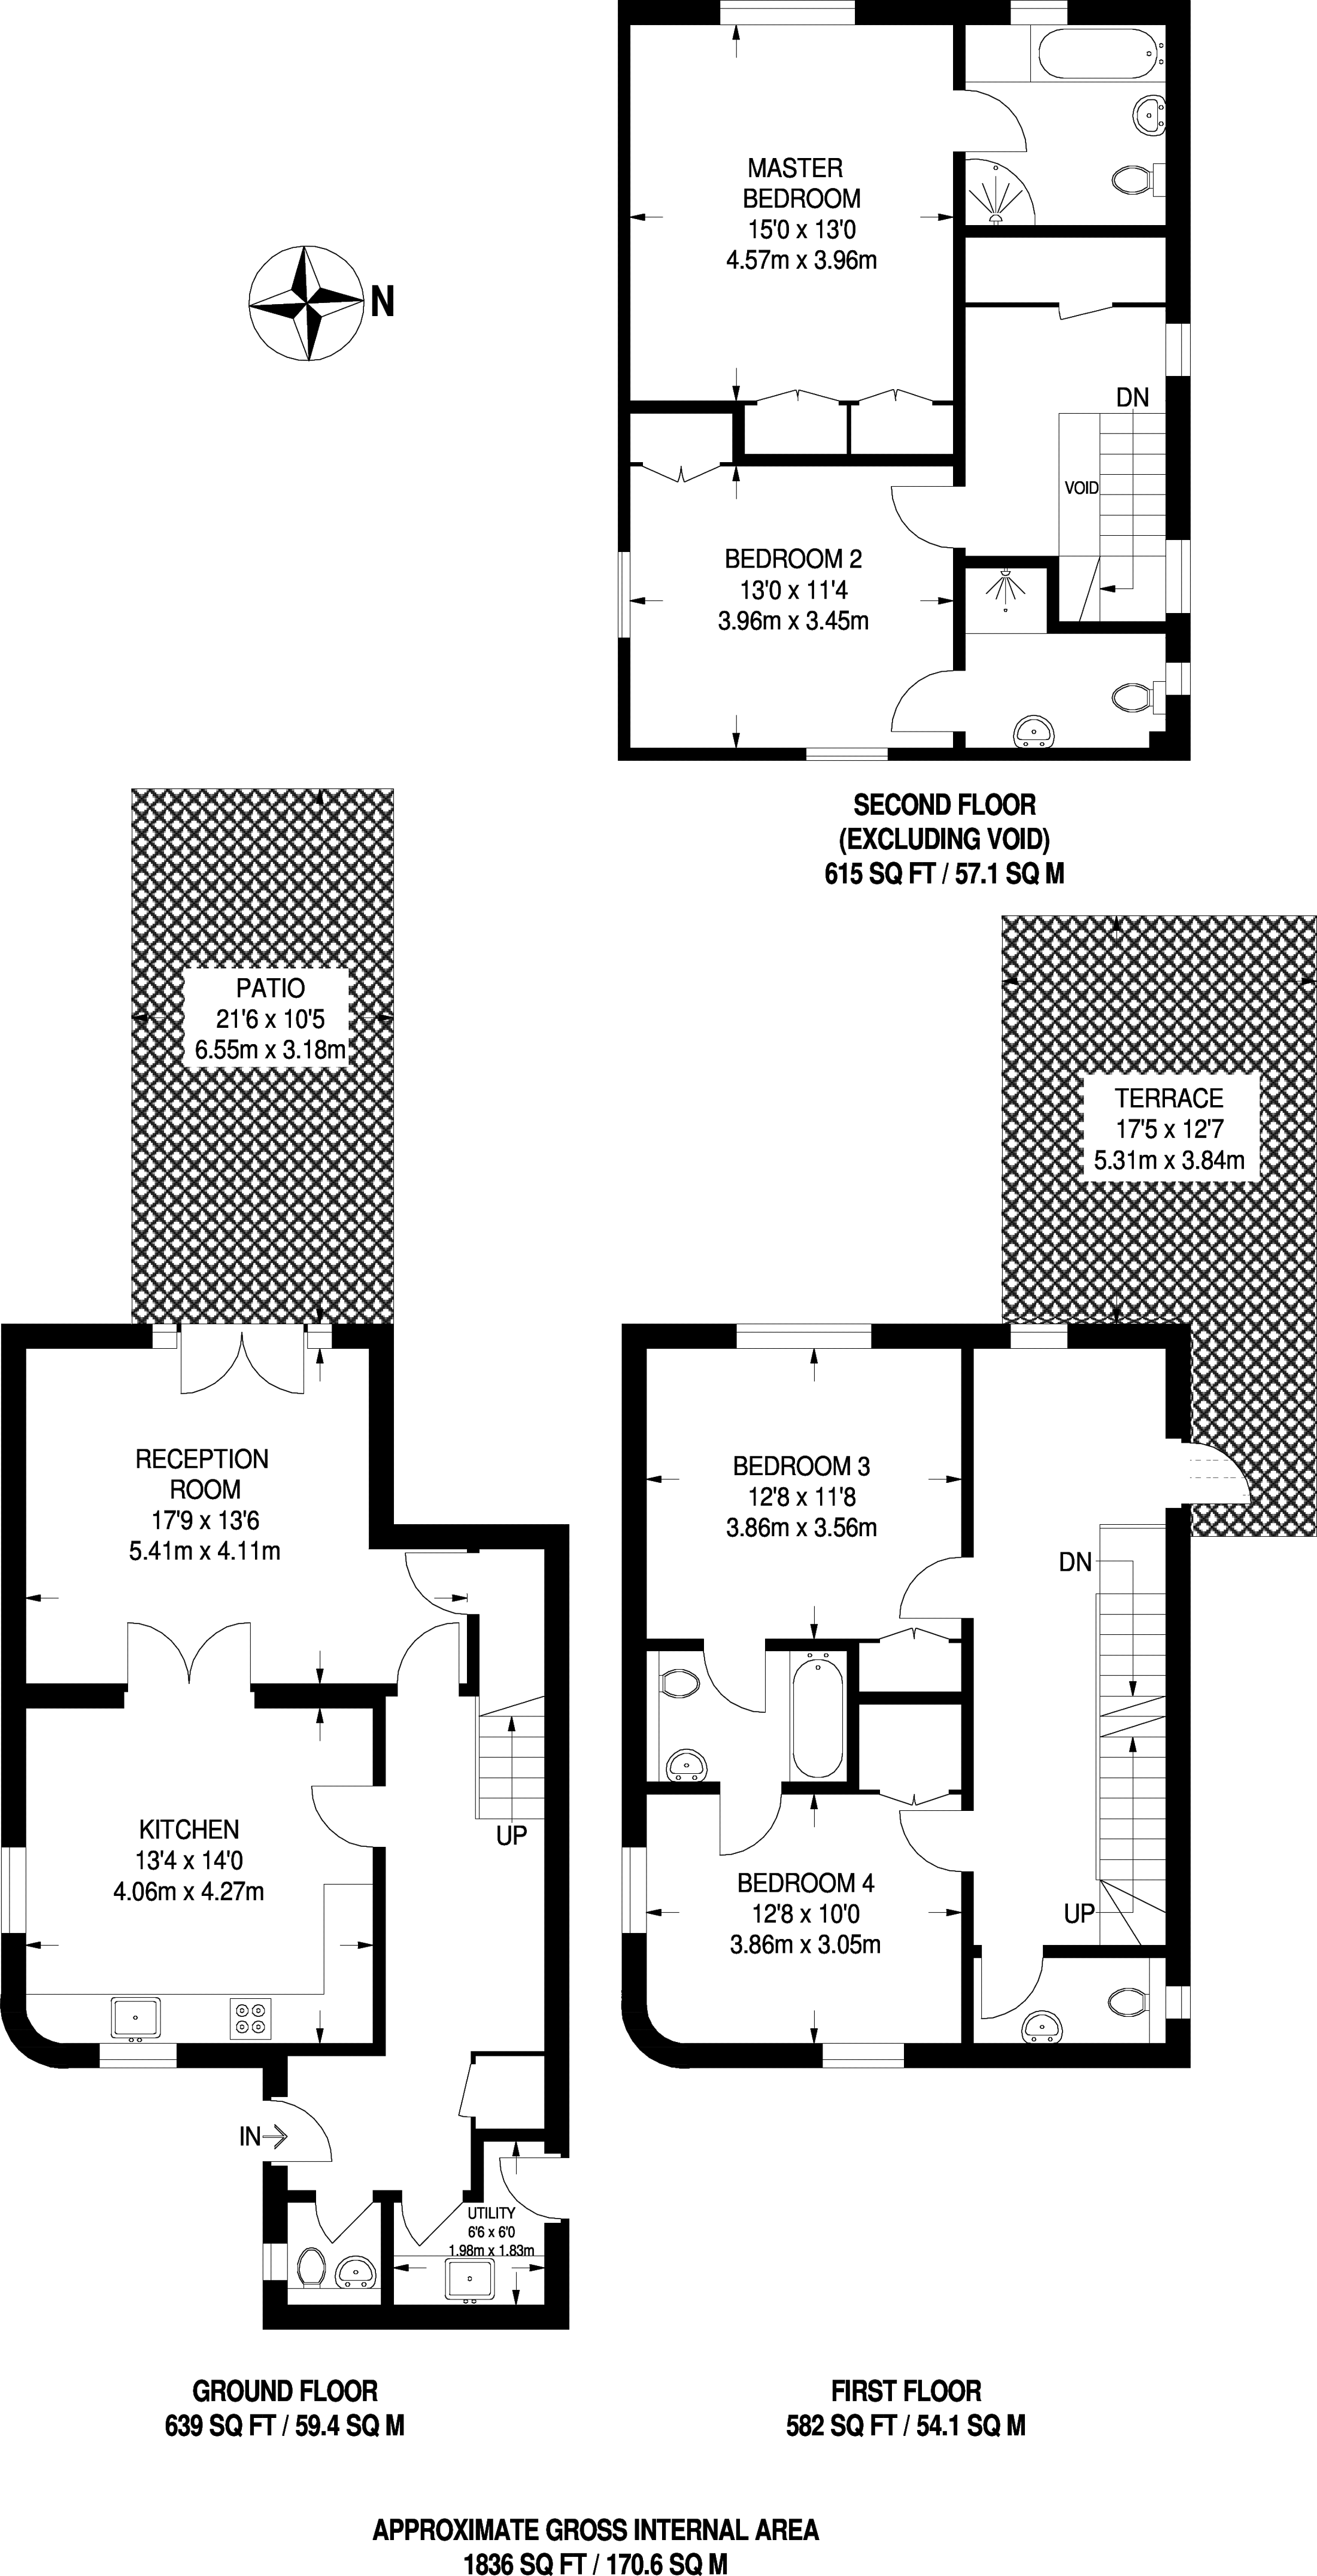 MASTER
BEDROOM
15'0 x 13'0
4.57m x 3.96m
N
DN
VOID
BEDROOM 2
13'0 x 11'4
3.96m x 3.45m
SECOND FLOOR
(EXCLUDING VOID)
615 SQ FT / 57.1 SQ M
PATIO
21'6 x 10'5
6.55m x 3.18m
TERRACE
17'5 x 12'7
5.31m x 3.84m
RECEPTION
ROOM
17'9 x 13'6
5.41m x 4.11m
BEDROOM 3
12'8 x 11'8
3.86m x 3.56m
DN
UP
KITCHEN
13'4 x 14'0
4.06m x 4.27m
BEDROOM 4
12'8 x 10'0
3.86m x 3.05m
UP
IN
UTILITY
6'6 x 6'0
1.98m x 1.83m
GROUND FLOOR
639 SQ FT / 59.4 SQ M
FIRST FLOOR
582 SQ FT / 54.1 SQ M
APPROXIMATE GROSS INTERNAL AREA
1836 SQ FT / 170.6 SQ M